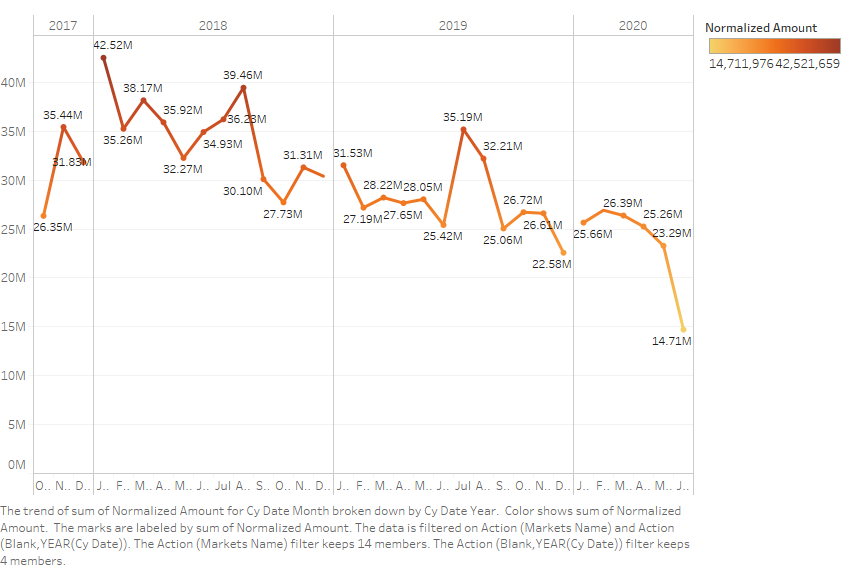 2017 2018 2019 2020
Normalized Amount
14,711,976 42,521,659
42.52M
40M
39.46M
38.17M
35.44M
35.92M
36.23M
35M
35.26M
34.93M
35.19M
31.83M
32.27M
31.31M
31.53M
32.21M
30M
30.10M
28.22M
28.05M
27.73M
27.19M
27.65M
26.35M
26.72M
26.39M
25M
25.42M
25.06M
26.61M
25.66M
25.26M
23.29M
22.58M
20M
15M
14.71M
10M
5M
0M
O.. N.. D.. J.. F.. M.. A.. M.. J.. Jul A.. S.. O.. N.. D.. J.. F.. M.. A.. M.. J.. Jul A.. S.. O.. N.. D.. J.. F.. M.. A.. M.. J..
The trend of sum of Normalized Amount for Cy Date Month broken down by Cy Date Year. Color shows sum of Normalized
Amount. The marks are labeled by sum of Normalized Amount. The data is filtered on Action (Markets Name) and Action
(Blank,YEAR(Cy Date)). The Action (Markets Name) filter keeps 14 members. The Action (Blank,YEAR(Cy Date)) filter keeps
4 members.